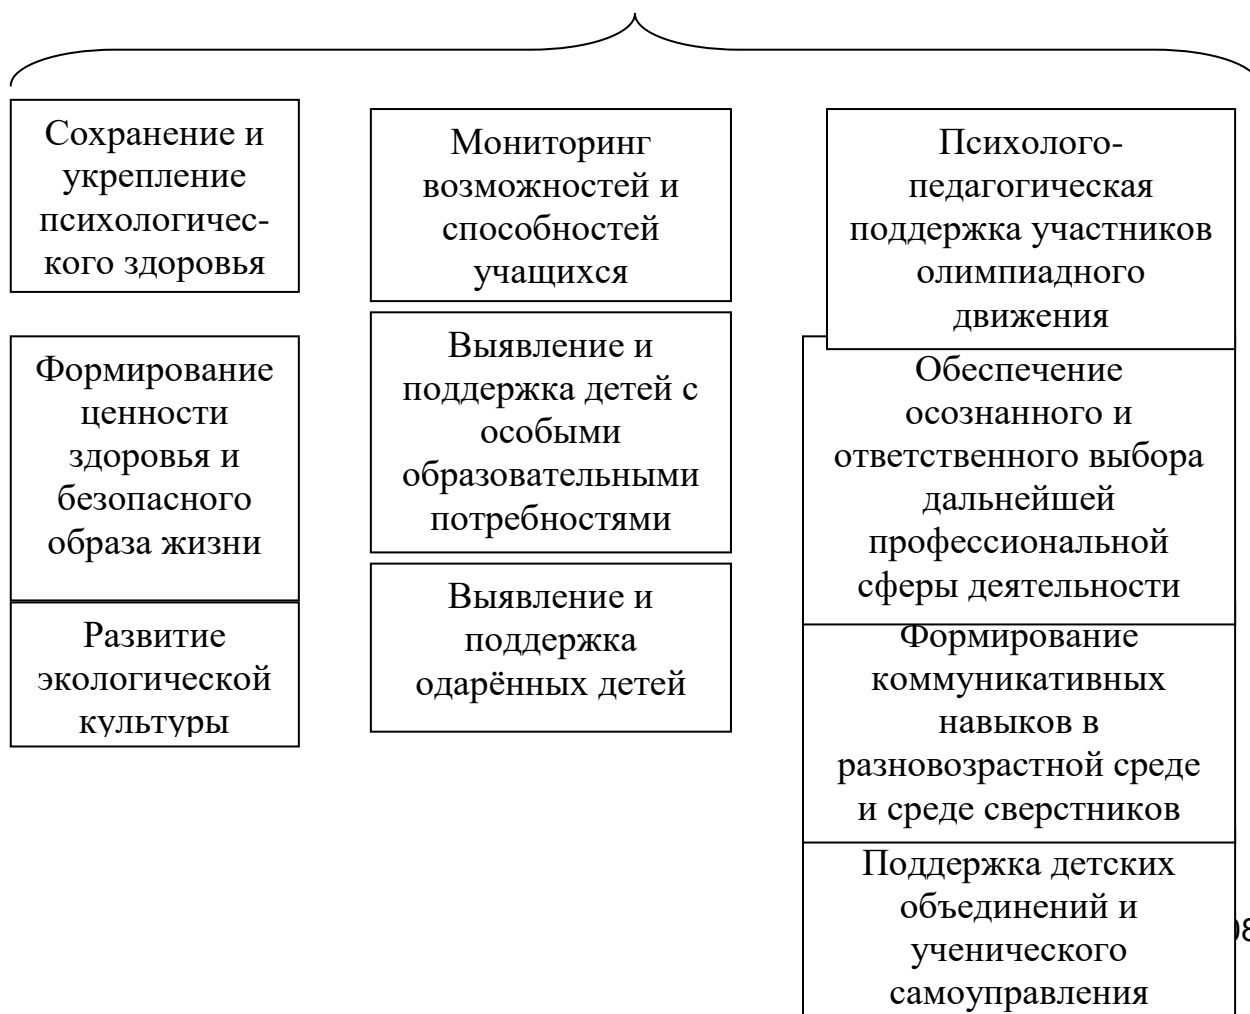 Сохранение и
укрепление
психологичес-
кого здоровья
Формирование
ценности
здоровья и
безопасного
образа жизни
Развитие
экологической
культуры
Мониторинг
возможностей и
способностей
учащихся
Выявление и
поддержка детей с
особыми
образовательными
потребностями
Выявление и
поддержка
одарённых детей
Психолого-
педагогическая
поддержка участников
олимпиадного
движения
Обеспечение
осознанного и
ответственного выбора
дальнейшей
профессиональной
сферы деятельности
Формирование
коммуникативных
навыков в
разновозрастной среде
и среде сверстников
Поддержка детских
объединений и
ученического
самоуправления